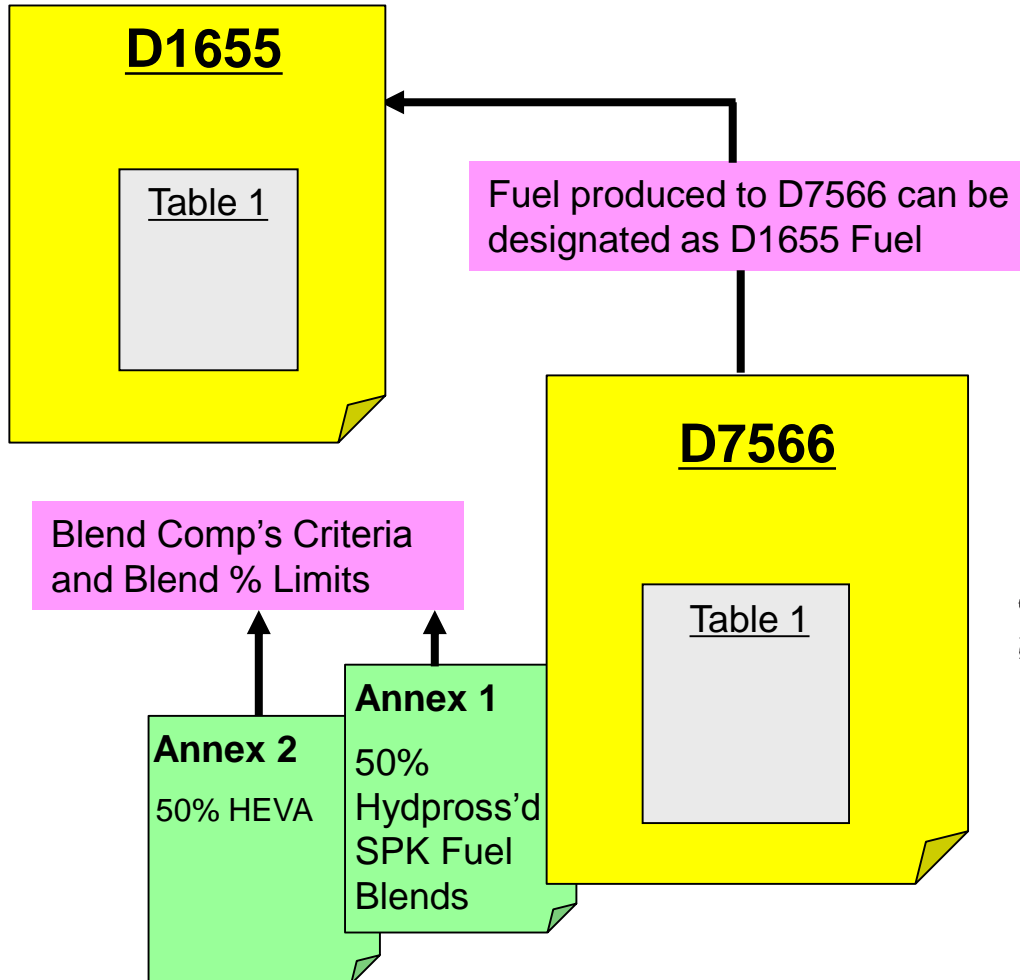 D1655
Table 1
Fuel produced to D7566 can be
designated as D1655 Fuel
D7566
Table 1
Blend Comp’s Criteria
and Blend % Limits
Annex 1
50%
Hydpross’d
SPK Fuel
Blends
Annex 2
50% HEVA